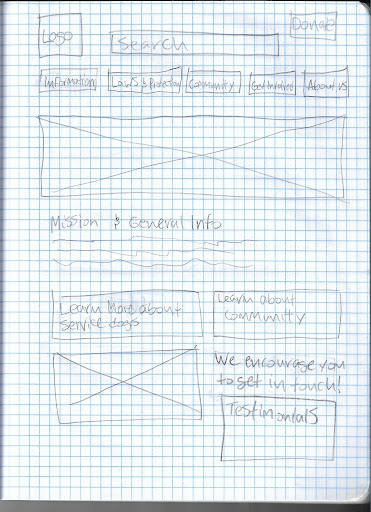 Logo
Search
Donate
Information
Laws & Protection
Community
Get Involved
About Us
Mission & General Info
Learn More about
service dogs
Learn about
Community
We encourage you
to get in touch!
Testimonials